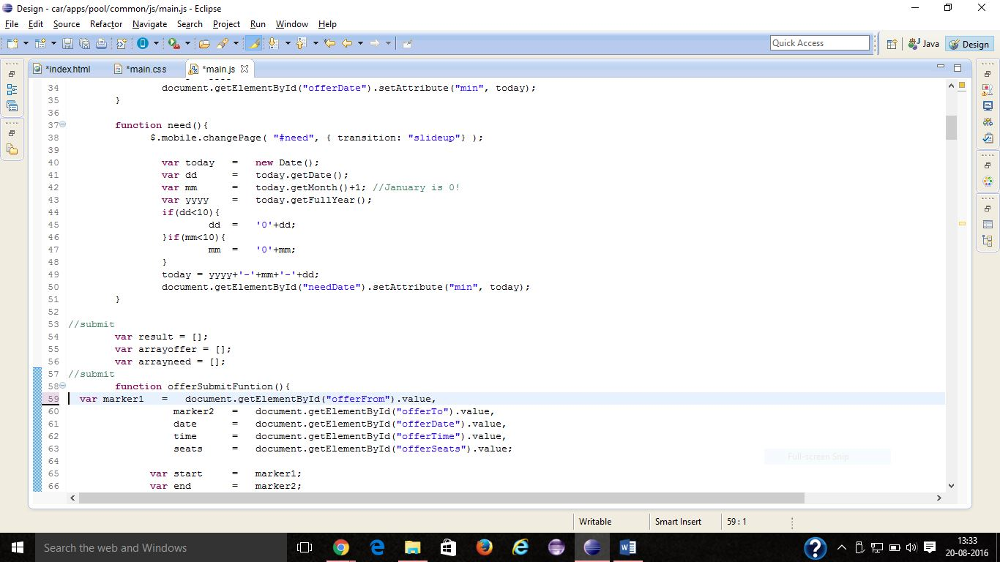 Design - car/apps/pool/common/js/main.js - Eclipse
File Edit Source Refactor Navigate Search Project Run Window Help
Quick Access
Java
Design
*index.html
*main.css
*main.js
34 document.getElementById("offerDate").setAttribute("min", today);
35 }
36
37 function need(){
38 $.mobile.changePage( "#need", { transition: "slideup"} );
39
40 var today = new Date();
41 var dd = today.getDate();
42 var mm = today.getMonth()+1; //January is 0!
43 var yyyy = today.getFullYear();
44 if(dd<10){
45 dd = '0'+dd;
46 }if(mm<10){
47 mm = '0'+mm;
48 }
49 today = yyyy+'-'+mm+'-'+dd;
50 document.getElementById("needDate").setAttribute("min", today);
51 }
52
53 //submit
54 var result = [];
55 var arrayoffer = [];
56 var arrayneed = [];
57 //submit
58 function offerSubmitFuntion(){
59 var marker1 = document.getElementById("offerFrom").value,
60 marker2 = document.getElementById("offerTo").value,
61 date = document.getElementById("offerDate").value,
62 time = document.getElementById("offerTime").value,
63 seats = document.getElementById("offerSeats").value;
64
65 var start = marker1;
66 var end = marker2;
Full-screen Snip
Writable
Smart Insert
59 : 1
Search the web and Windows
13:33
20-08-2016